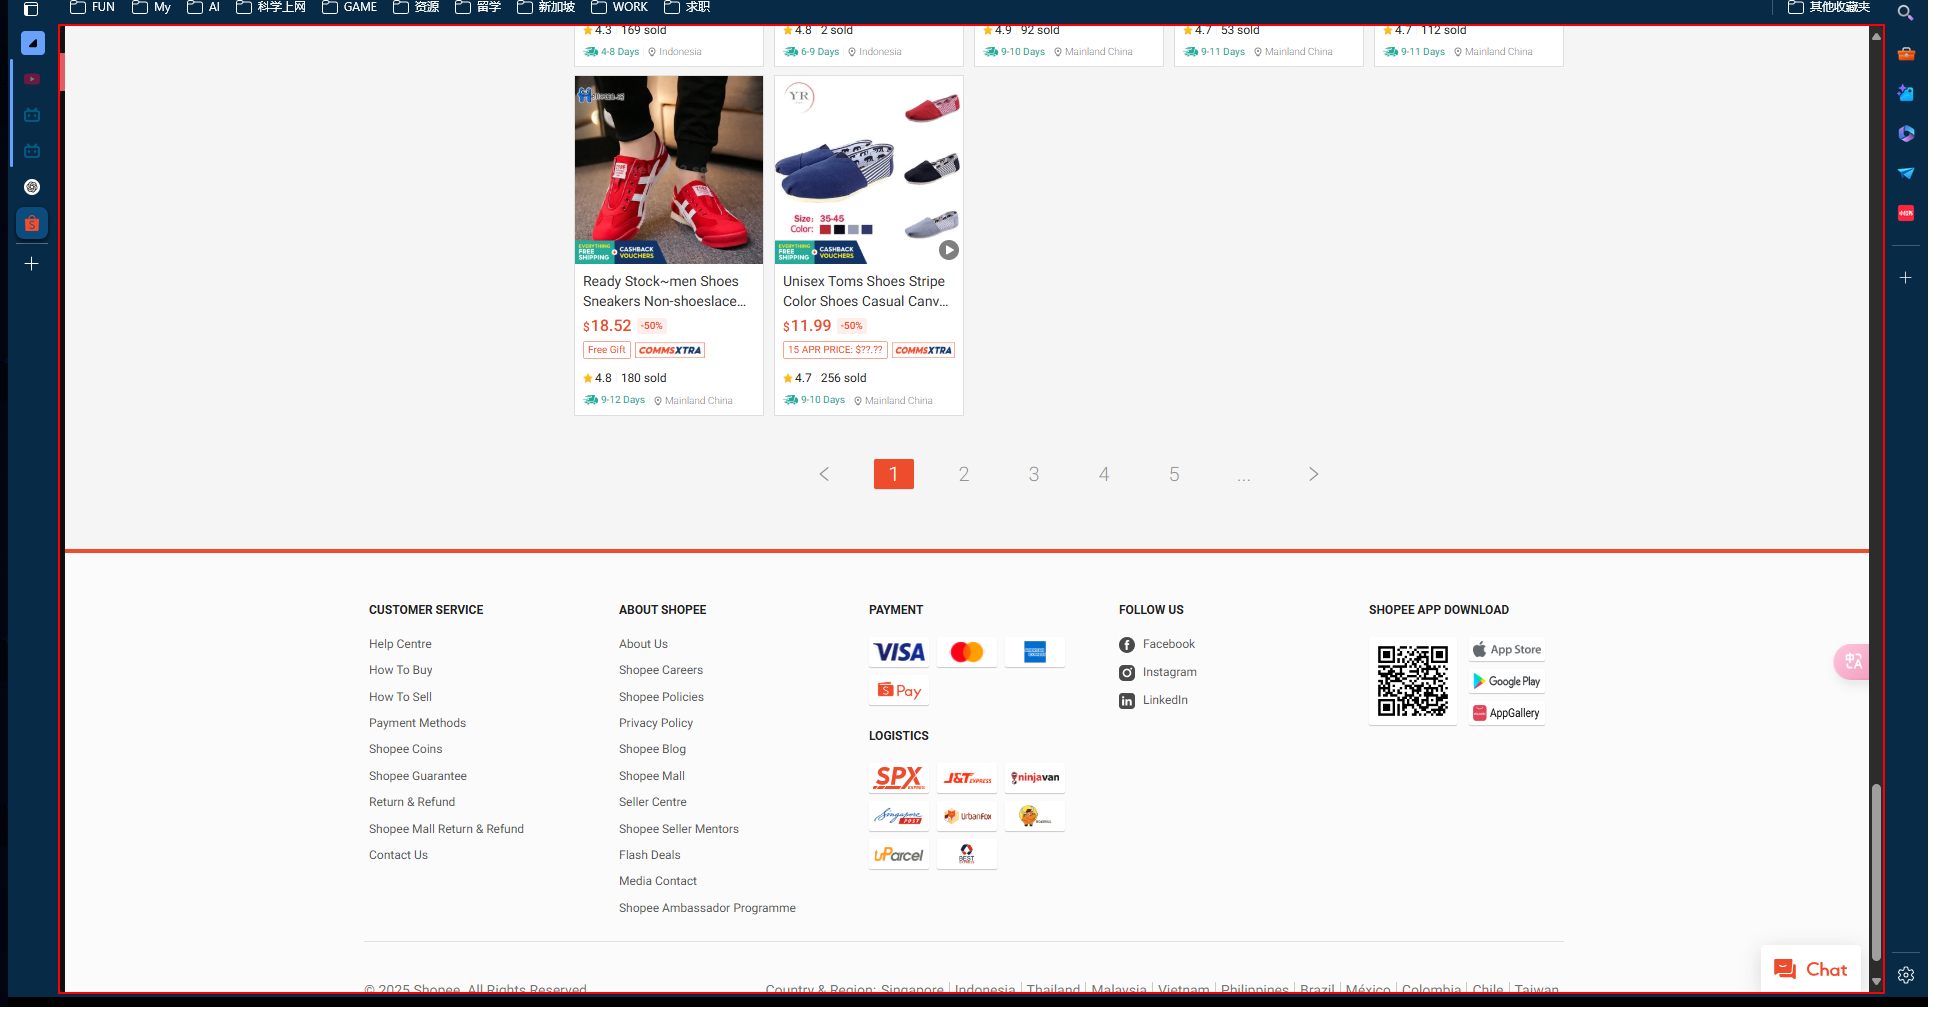 FUN My AI 科学上网 GAME 资源 留学 新加坡 WORK 求职 其他收藏夹
4.3 169 sold 4.8 2 sold 4.9 92 sold 4.7 53 sold 4.7 112 sold
4-8 Days Indonesia 6-9 Days Indonesia 9-10 Days Mainland China 9-11 Days Mainland China 9-11 Days Mainland China
YR
Size: 35-45
Color:
EVERYTHING FREE SHIPPING + CASHBACK VOUCHERS
EVERYTHING FREE SHIPPING + CASHBACK VOUCHERS
Ready Stock~men Shoes
Sneakers Non-shoeslace...
$18.52 -50%
Free Gift COMMSXTRA
4.8 180 sold
9-12 Days Mainland China
Unisex Toms Shoes Stripe
Color Shoes Casual Canv...
$11.99 -50%
15 APR PRICE: $??.?? COMMSXTRA
4.7 256 sold
9-10 Days Mainland China
1 2 3 4 5 ...
CUSTOMER SERVICE
Help Centre
How To Buy
How To Sell
Payment Methods
Shopee Coins
Shopee Guarantee
Return & Refund
Shopee Mall Return & Refund
Contact Us
ABOUT SHOPEE
About Us
Shopee Careers
Shopee Policies
Privacy Policy
Shopee Blog
Shopee Mall
Seller Centre
Shopee Seller Mentors
Flash Deals
Media Contact
Shopee Ambassador Programme
PAYMENT
VISA
S Pay
LOGISTICS
SPX EXPRESS J&T EXPRESS ninjavan
Singapore POST UrbanFox
uParcel BEST
FOLLOW US
Facebook
Instagram
LinkedIn
SHOPEE APP DOWNLOAD
App Store
Google Play
AppGallery
Chat
© 2025 Shopee. All Rights Reserved
Country & Region: Singapore Indonesia Thailand Malaysia Vietnam Philippines Brazil México Colombia Chile Taiwan